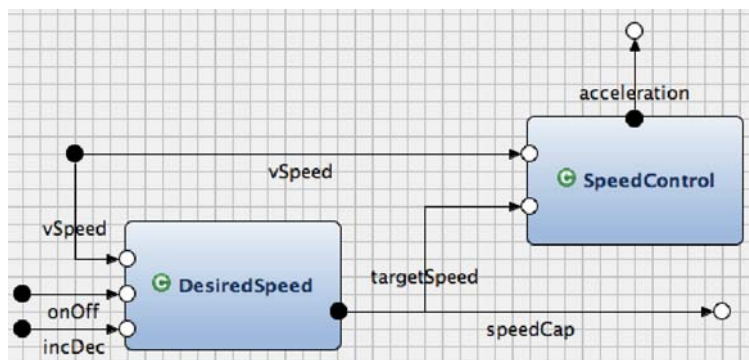 acceleration
vSpeed
© SpeedControl
vSpeed
© DesiredSpeed
targetSpeed
onOff
speedCap
incDec